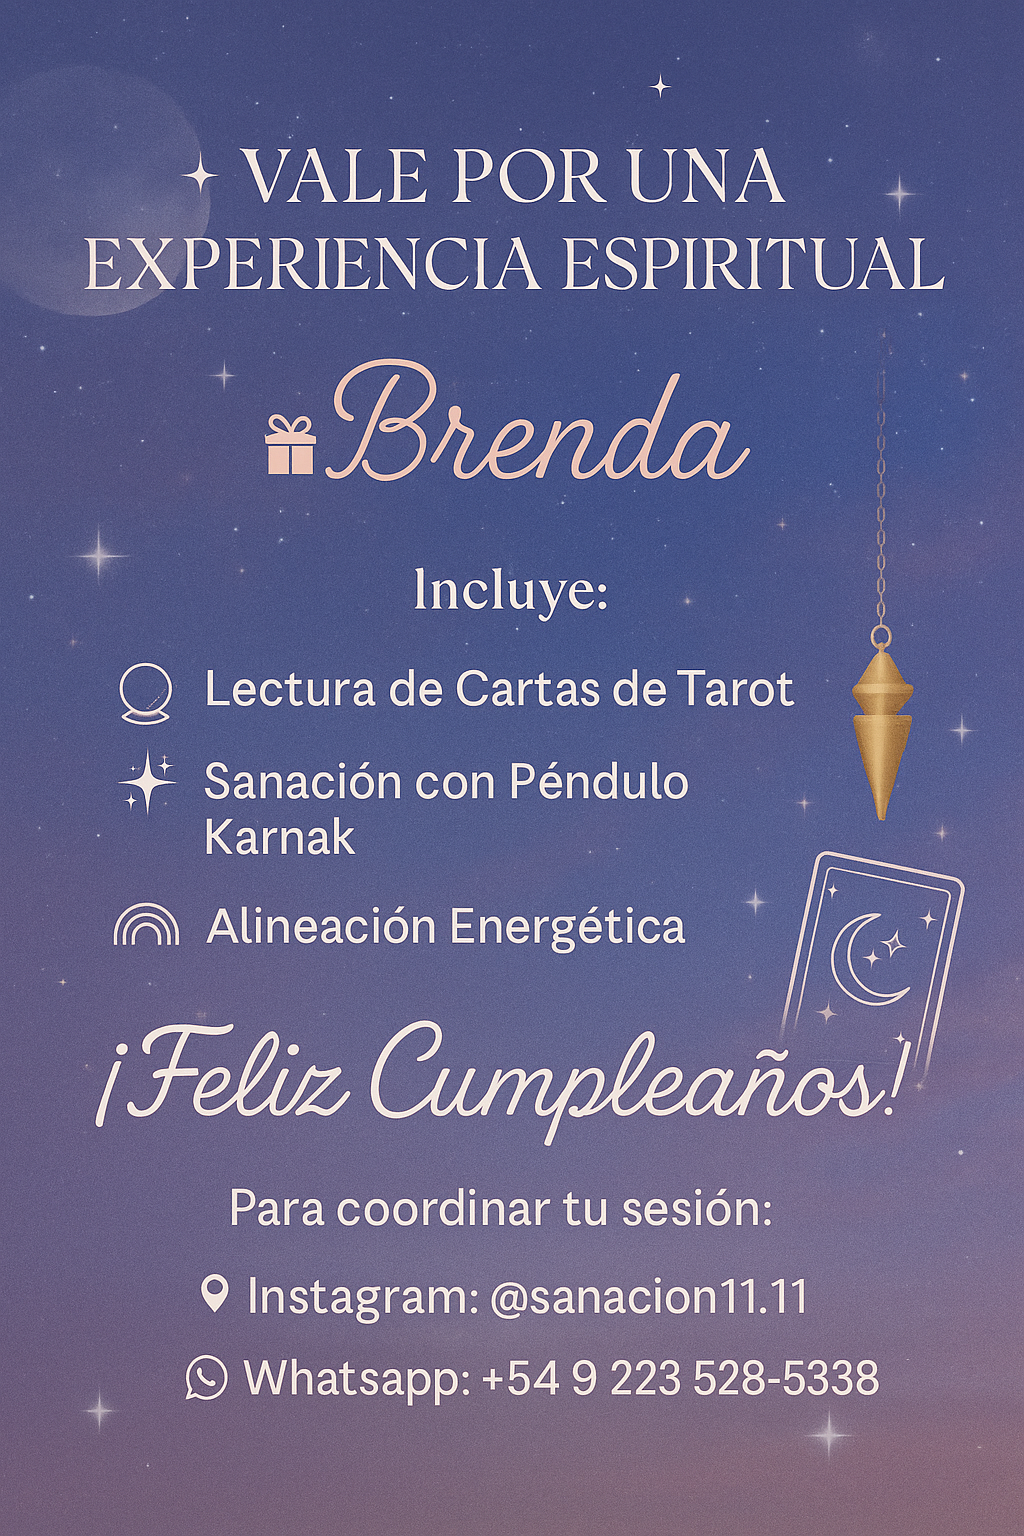 VALE POR UNA
EXPERIENCIA ESPIRITUAL
Brenda
Incluye:
Lectura de Cartas de Tarot
Sanación con Péndulo
Karnak
Alineación Energética
¡Feliz Cumpleaños!
Para coordinar tu sesión:
Instagram: @sanacion11.11
Whatsapp: +54 9 223 528-5338